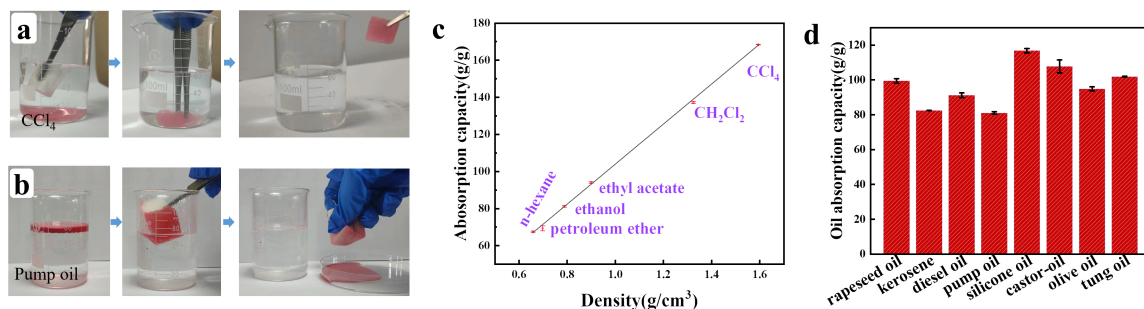 a
CCl₄
b
Pump oil
c
Abosorption capacity(g/g)
180
160
140
120
100
80
60
CCl₄
CH₂Cl₂
ethyl acetate
ethanol
petroleum ether
n-hexane
0.6
0.8
1.0
1.2
1.4
1.6
Density(g/cm³)
d
Oil absorption capacity(g/g)
120
100
80
60
40
20
0
rapeseed oil
kerosene
diesel oil
pump oil
silicone oil
castor-oil
olive oil
tung oil